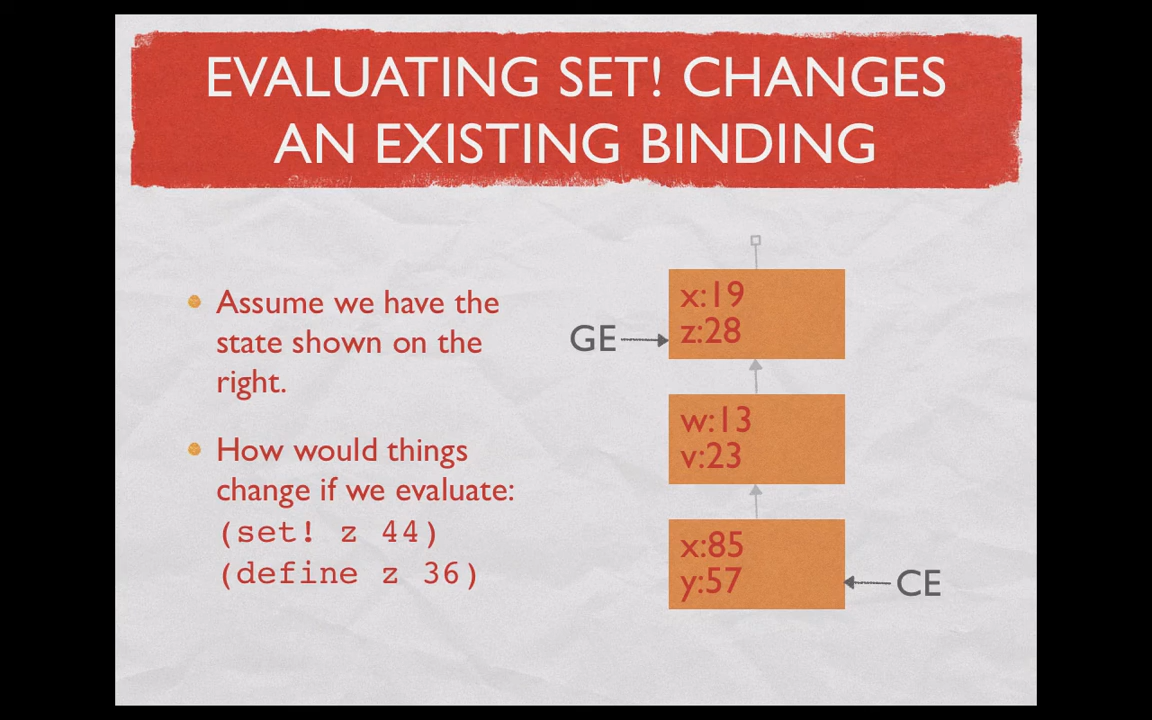 EVALUATING SET! CHANGES
AN EXISTING BINDING
Assume we have the
state shown on the
right.
How would things
change if we evaluate:
(set! z 44)
(define z 36)
x:19
z:28
GE
w:13
v:23
x:85
y:57
CE